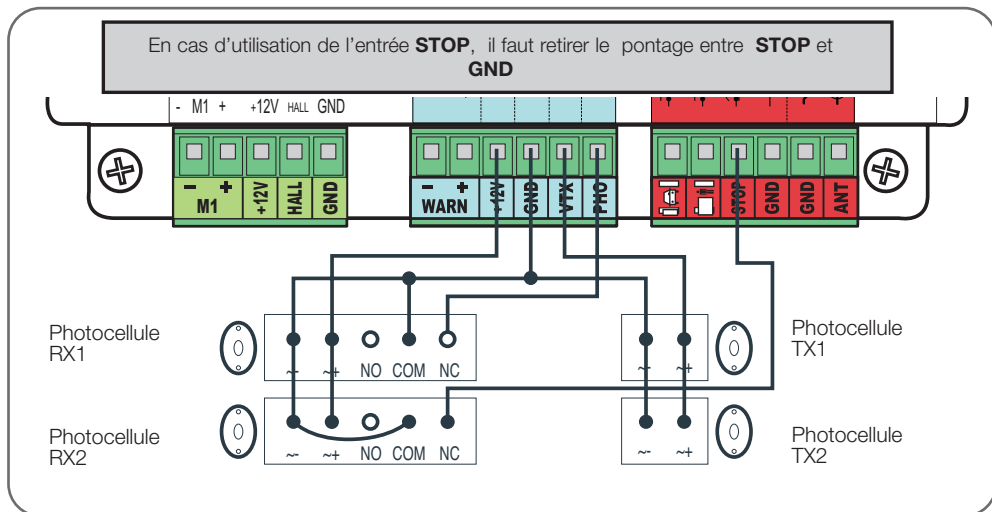 En cas d'utilisation de l'entrée STOP, il faut retirer le pontage entre STOP et
GND
- M1 + +12V HALL GND
- + +12V HALL GND
M1
- + +12V GND VTX PHO
WARN
STOP GND GND ANT
Photocellule
RX1
~- ~+ NO COM NC
~- ~+
Photocellule
TX1
Photocellule
RX2
~- ~+ NO COM NC
~- ~+
Photocellule
TX2